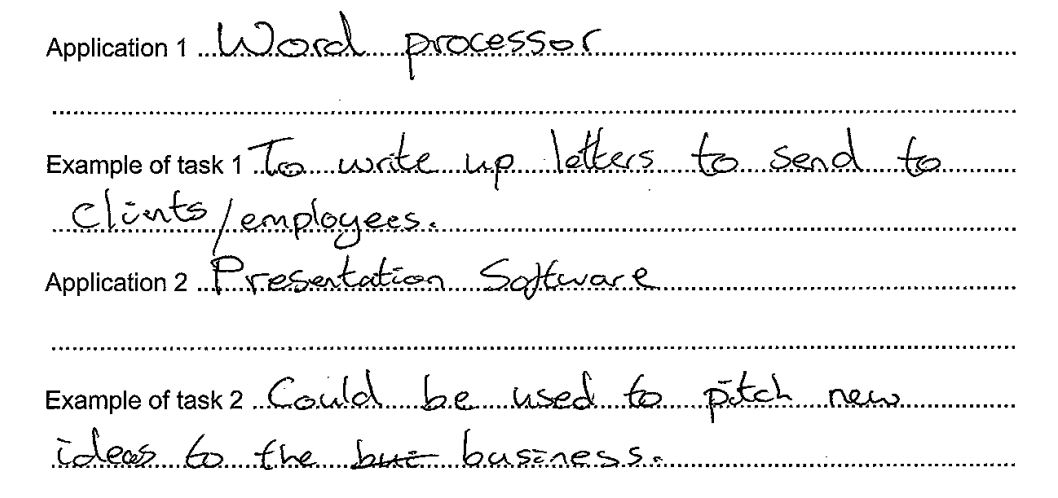 Application 1 Word processor
Example of task 1 To write up letters to send to
clients/employees.
Application 2 Presentation Software
Example of task 2 Could be used to pitch new
ideas to the bui business.